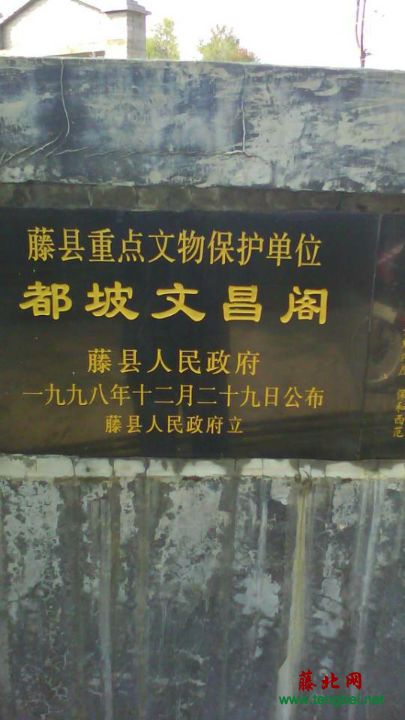 藤县重点文物保护单位
都坡文昌阁
藤县人民政府
一九九八年十二月二十九日公布
藤县人民政府立
藤北网
www.tengbei.net